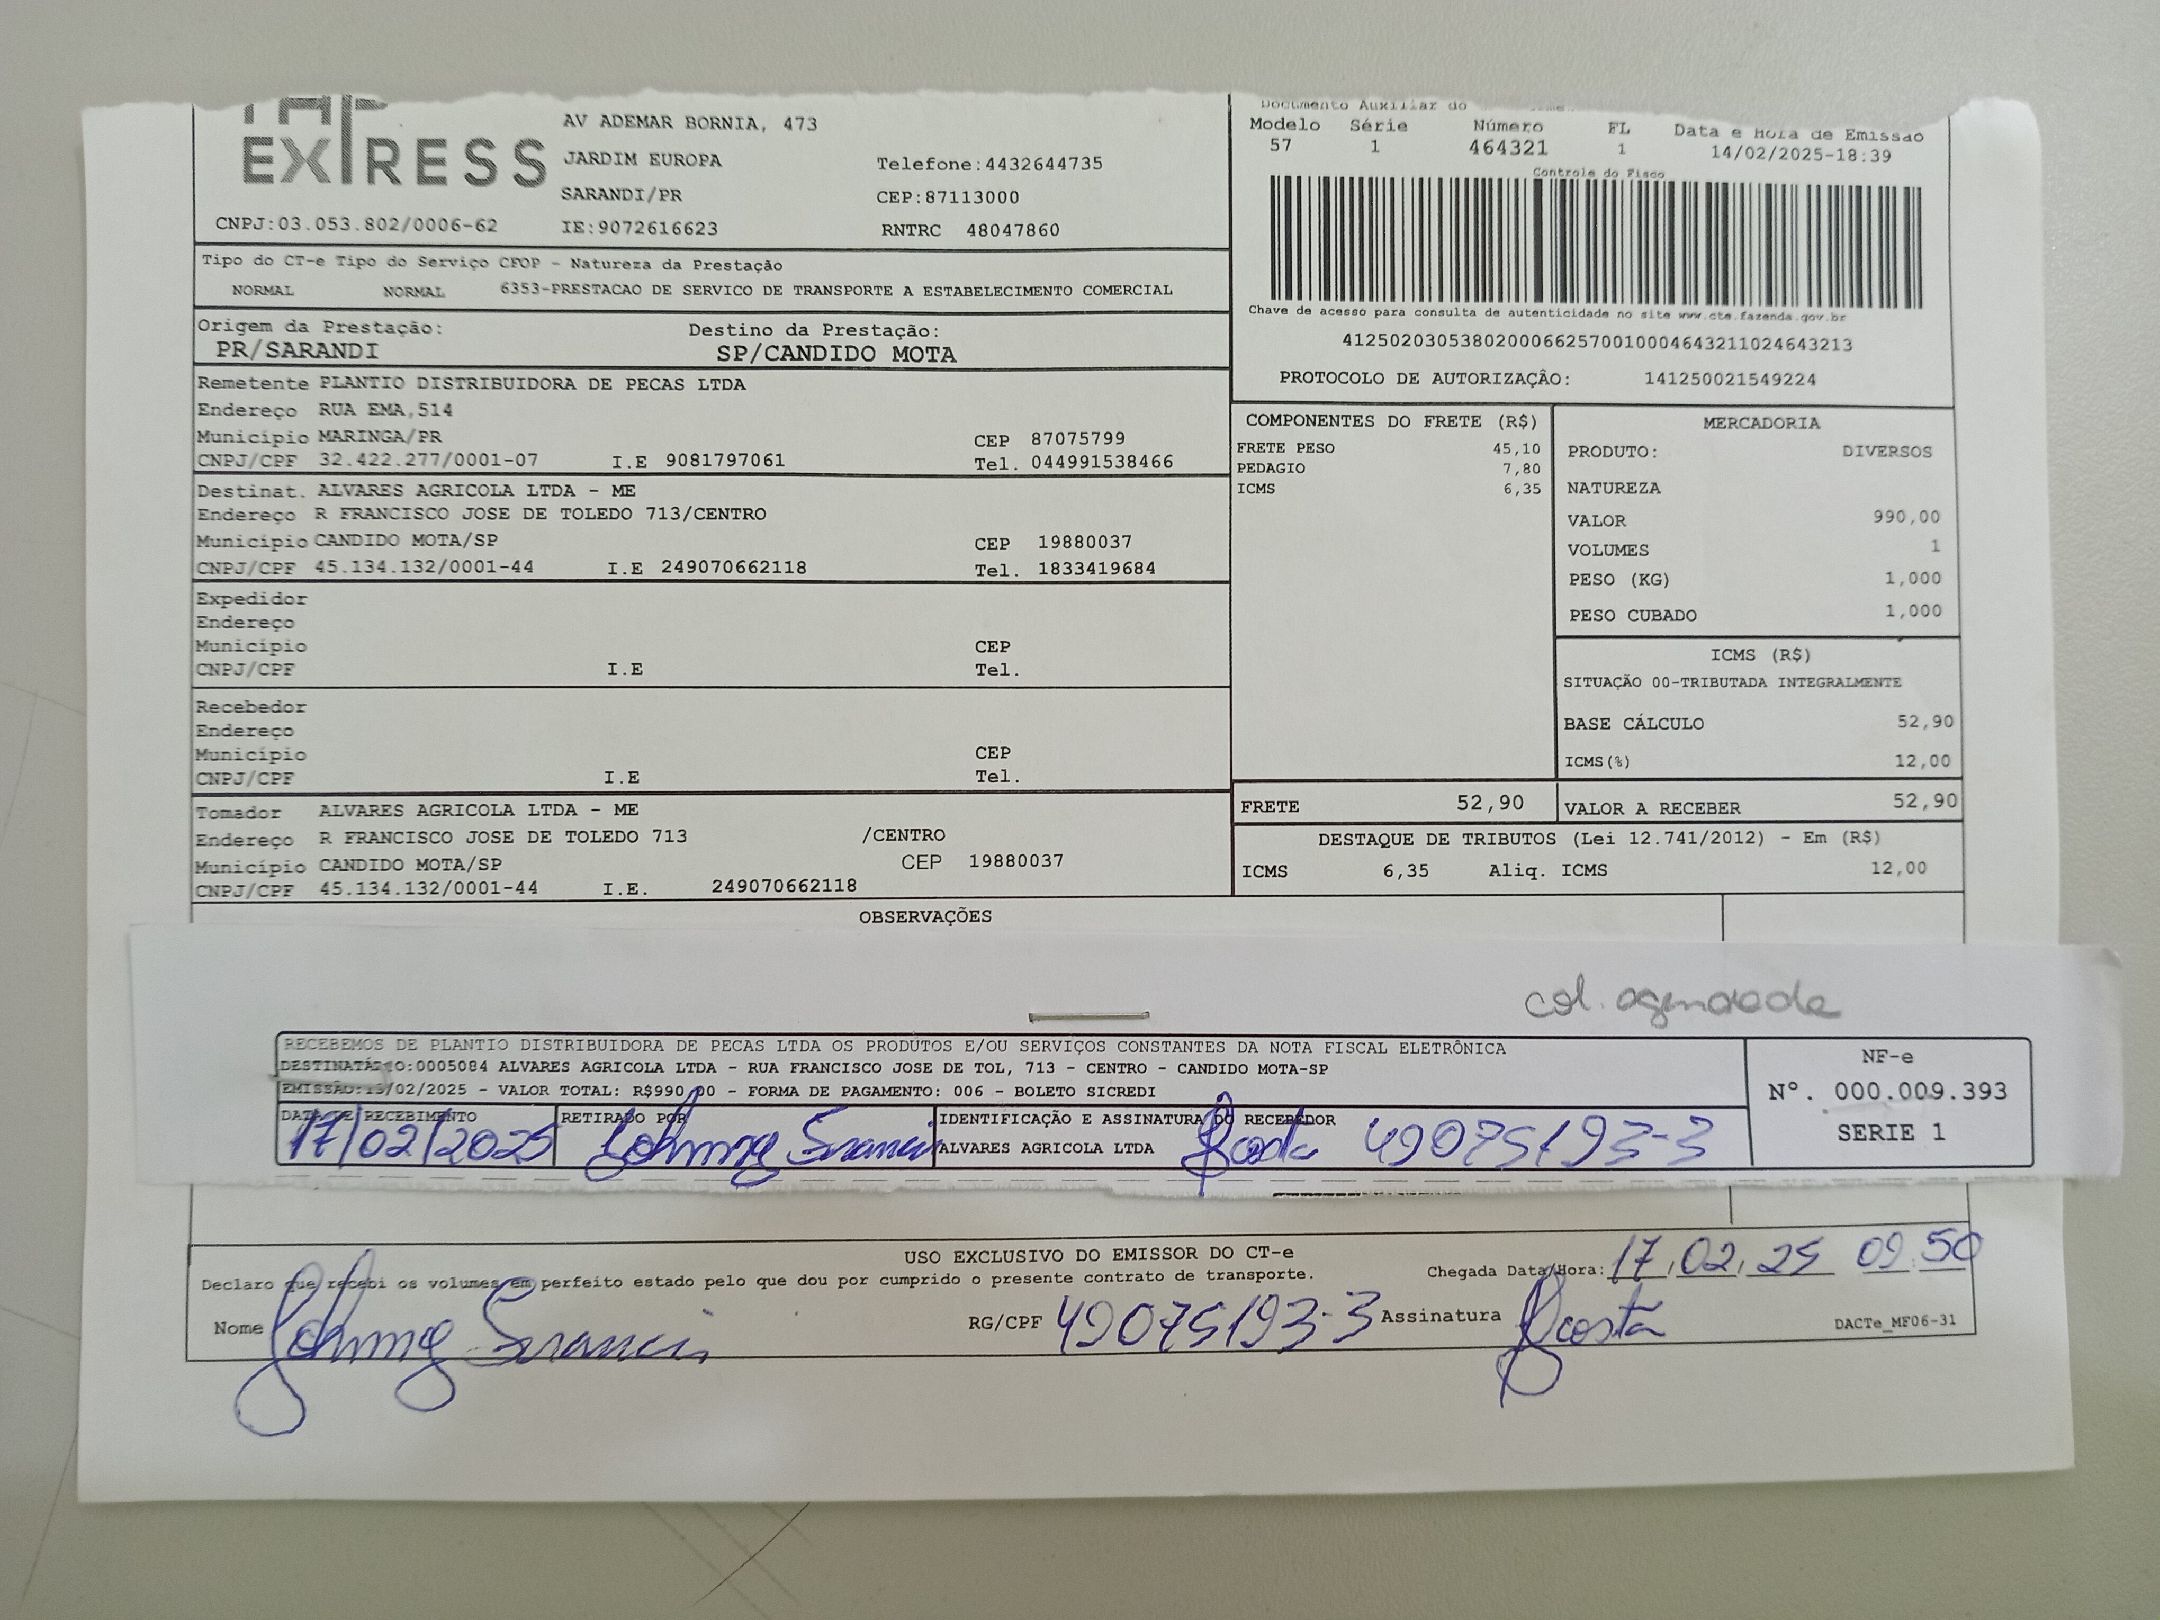 EXPRESS
AV ADEMAR BORNIA, 473
JARDIM EUROPA
SARANDI/PR
Telefone:4432644735
CEP:87113000
CNPJ:03.053.802/0006-62 IE:9072616623 RNTRC 48047860
Documento Auxiliar do
Modelo Série Número FL Data e Hora de Emissão
57 1 464321 1 14/02/2025-18:39
Controle do Fisco
Chave de acesso para consulta de autenticidade no site www.cte.fazenda.gov.br
41250203053802000662570010004643211024643213
PROTOCOLO DE AUTORIZAÇÃO: 141250021549224
Tipo do CT-e Tipo do Serviço CFOP - Natureza da Prestação
NORMAL NORMAL 6353-PRESTACAO DE SERVICO DE TRANSPORTE A ESTABELECIMENTO COMERCIAL
Origem da Prestação: Destino da Prestação:
PR/SARANDI SP/CANDIDO MOTA
Remetente PLANTIO DISTRIBUIDORA DE PECAS LTDA
Endereço RUA EMA,514
Município MARINGA/PR CEP 87075799
CNPJ/CPF 32.422.277/0001-07 I.E 9081797061 Tel. 044991538466
Destinat. ALVARES AGRICOLA LTDA - ME
Endereço R FRANCISCO JOSE DE TOLEDO 713/CENTRO
Município CANDIDO MOTA/SP CEP 19880037
CNPJ/CPF 45.134.132/0001-44 I.E 249070662118 Tel. 1833419684
Expedidor
Endereço
Município CEP
CNPJ/CPF I.E Tel.
Recebedor
Endereço
Município CEP
CNPJ/CPF I.E Tel.
Tomador ALVARES AGRICOLA LTDA - ME
Endereço R FRANCISCO JOSE DE TOLEDO 713 /CENTRO
Município CANDIDO MOTA/SP CEP 19880037
CNPJ/CPF 45.134.132/0001-44 I.E. 249070662118
COMPONENTES DO FRETE (R$)
FRETE PESO 45,10
PEDAGIO 7,80
ICMS 6,35
MERCADORIA
PRODUTO: DIVERSOS
NATUREZA
VALOR 990,00
VOLUMES 1
PESO (KG) 1,000
PESO CUBADO 1,000
ICMS (R$)
SITUAÇÃO 00-TRIBUTADA INTEGRALMENTE
BASE CÁLCULO 52,90
ICMS(%) 12,00
FRETE 52,90 VALOR A RECEBER 52,90
DESTAQUE DE TRIBUTOS (Lei 12.741/2012) - Em (R$)
ICMS 6,35 Aliq. ICMS 12,00
OBSERVAÇÕES
col. agendada
RECEBEMOS DE PLANTIO DISTRIBUIDORA DE PECAS LTDA OS PRODUTOS E/OU SERVIÇOS CONSTANTES DA NOTA FISCAL ELETRÔNICA
DESTINATÁRIO:0005084 ALVARES AGRICOLA LTDA - RUA FRANCISCO JOSE DE TOL, 713 - CENTRO - CANDIDO MOTA-SP
EMISSÃO:13/02/2025 - VALOR TOTAL: R$990,00 - FORMA DE PAGAMENTO: 006 - BOLETO SICREDI
DATA DE RECEBIMENTO RETIRADO POR IDENTIFICAÇÃO E ASSINATURA DO RECEBEDOR
17/02/2025 Johnny ALVARES AGRICOLA LTDA 49075193-3
NF-e
Nº. 000.009.393
SERIE 1
USO EXCLUSIVO DO EMISSOR DO CT-e
Declaro que recebi os volumes em perfeito estado pelo que dou por cumprido o presente contrato de transporte.
Chegada Data/Hora: 17,02,25 09:50
Nome Johnny RG/CPF 49075193-3 Assinatura Costa DACTe_MF06-31